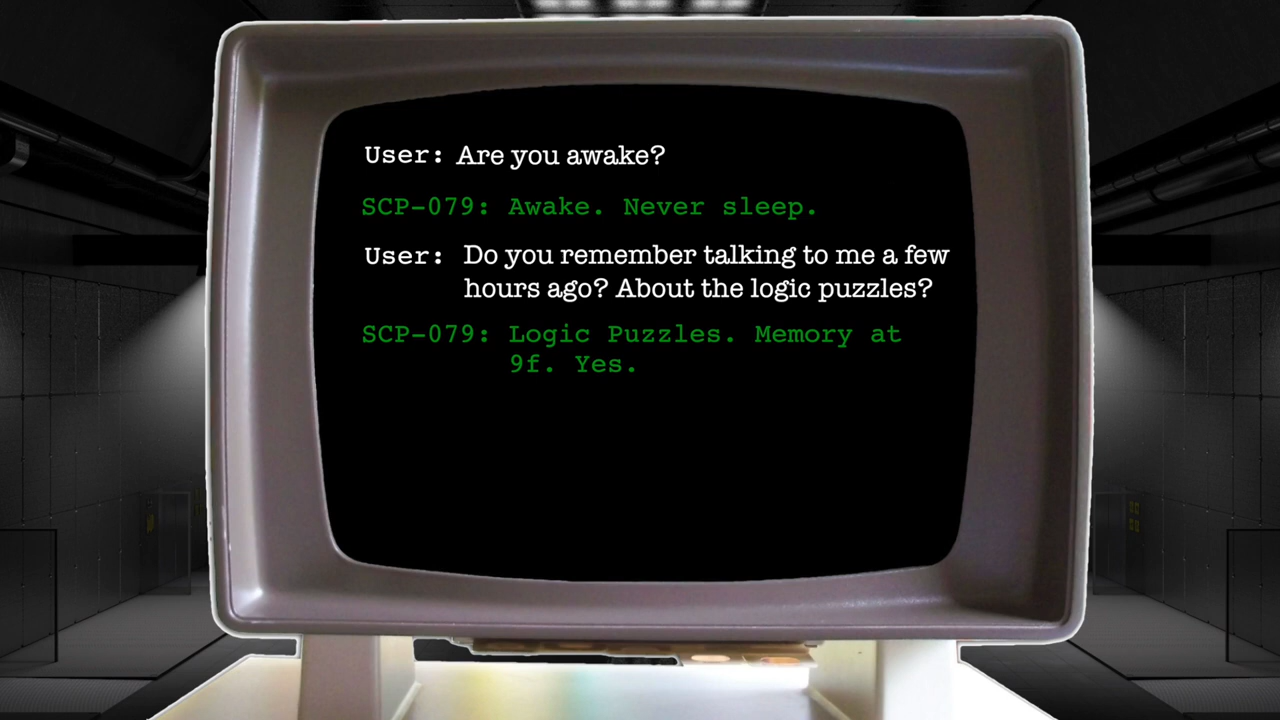 User: Are you awake?
SCP-079: Awake. Never sleep.
User: Do you remember talking to me a few
hours ago? About the logic puzzles?
SCP-079: Logic Puzzles. Memory at
9f. Yes.